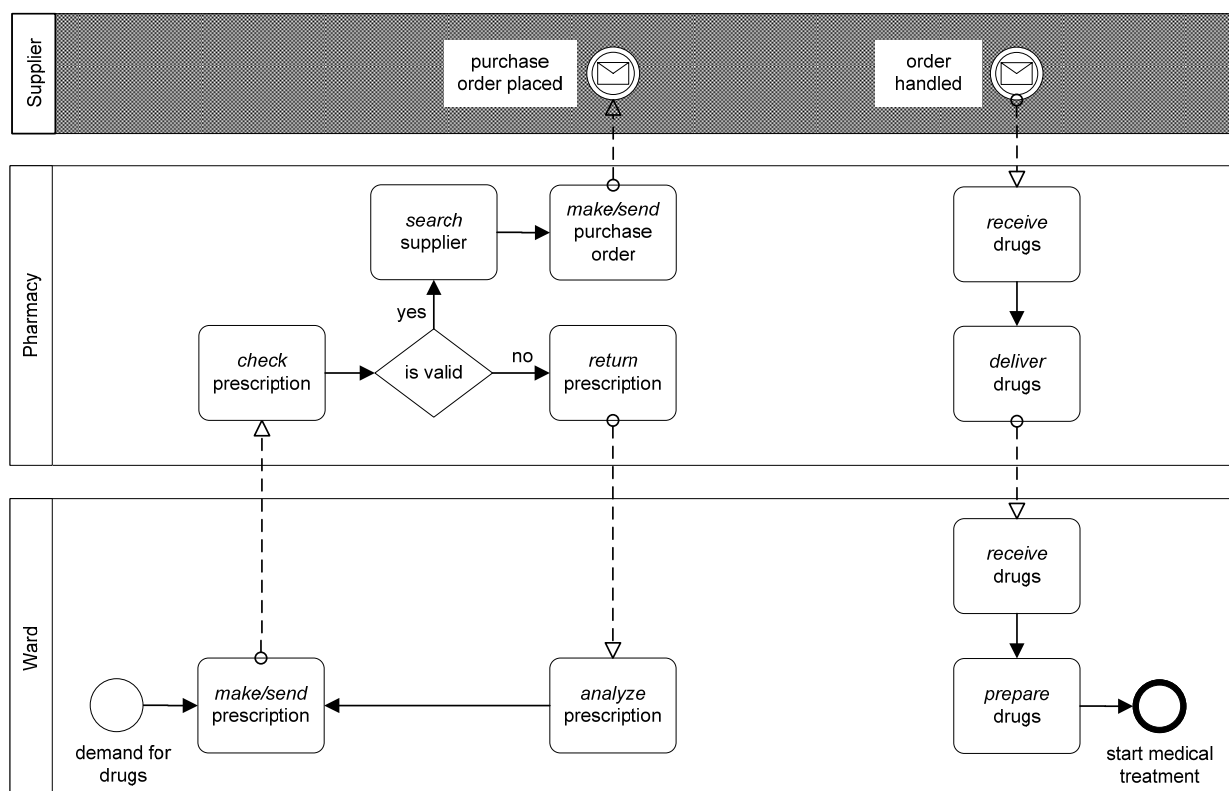 Supplier
purchase
order placed
order
handled
Pharmacy
search
supplier
make/send
purchase
order
receive
drugs
yes
check
prescription
is valid
no
return
prescription
deliver
drugs
Ward
receive
drugs
demand for
drugs
make/send
prescription
analyze
prescription
prepare
drugs
start medical
treatment